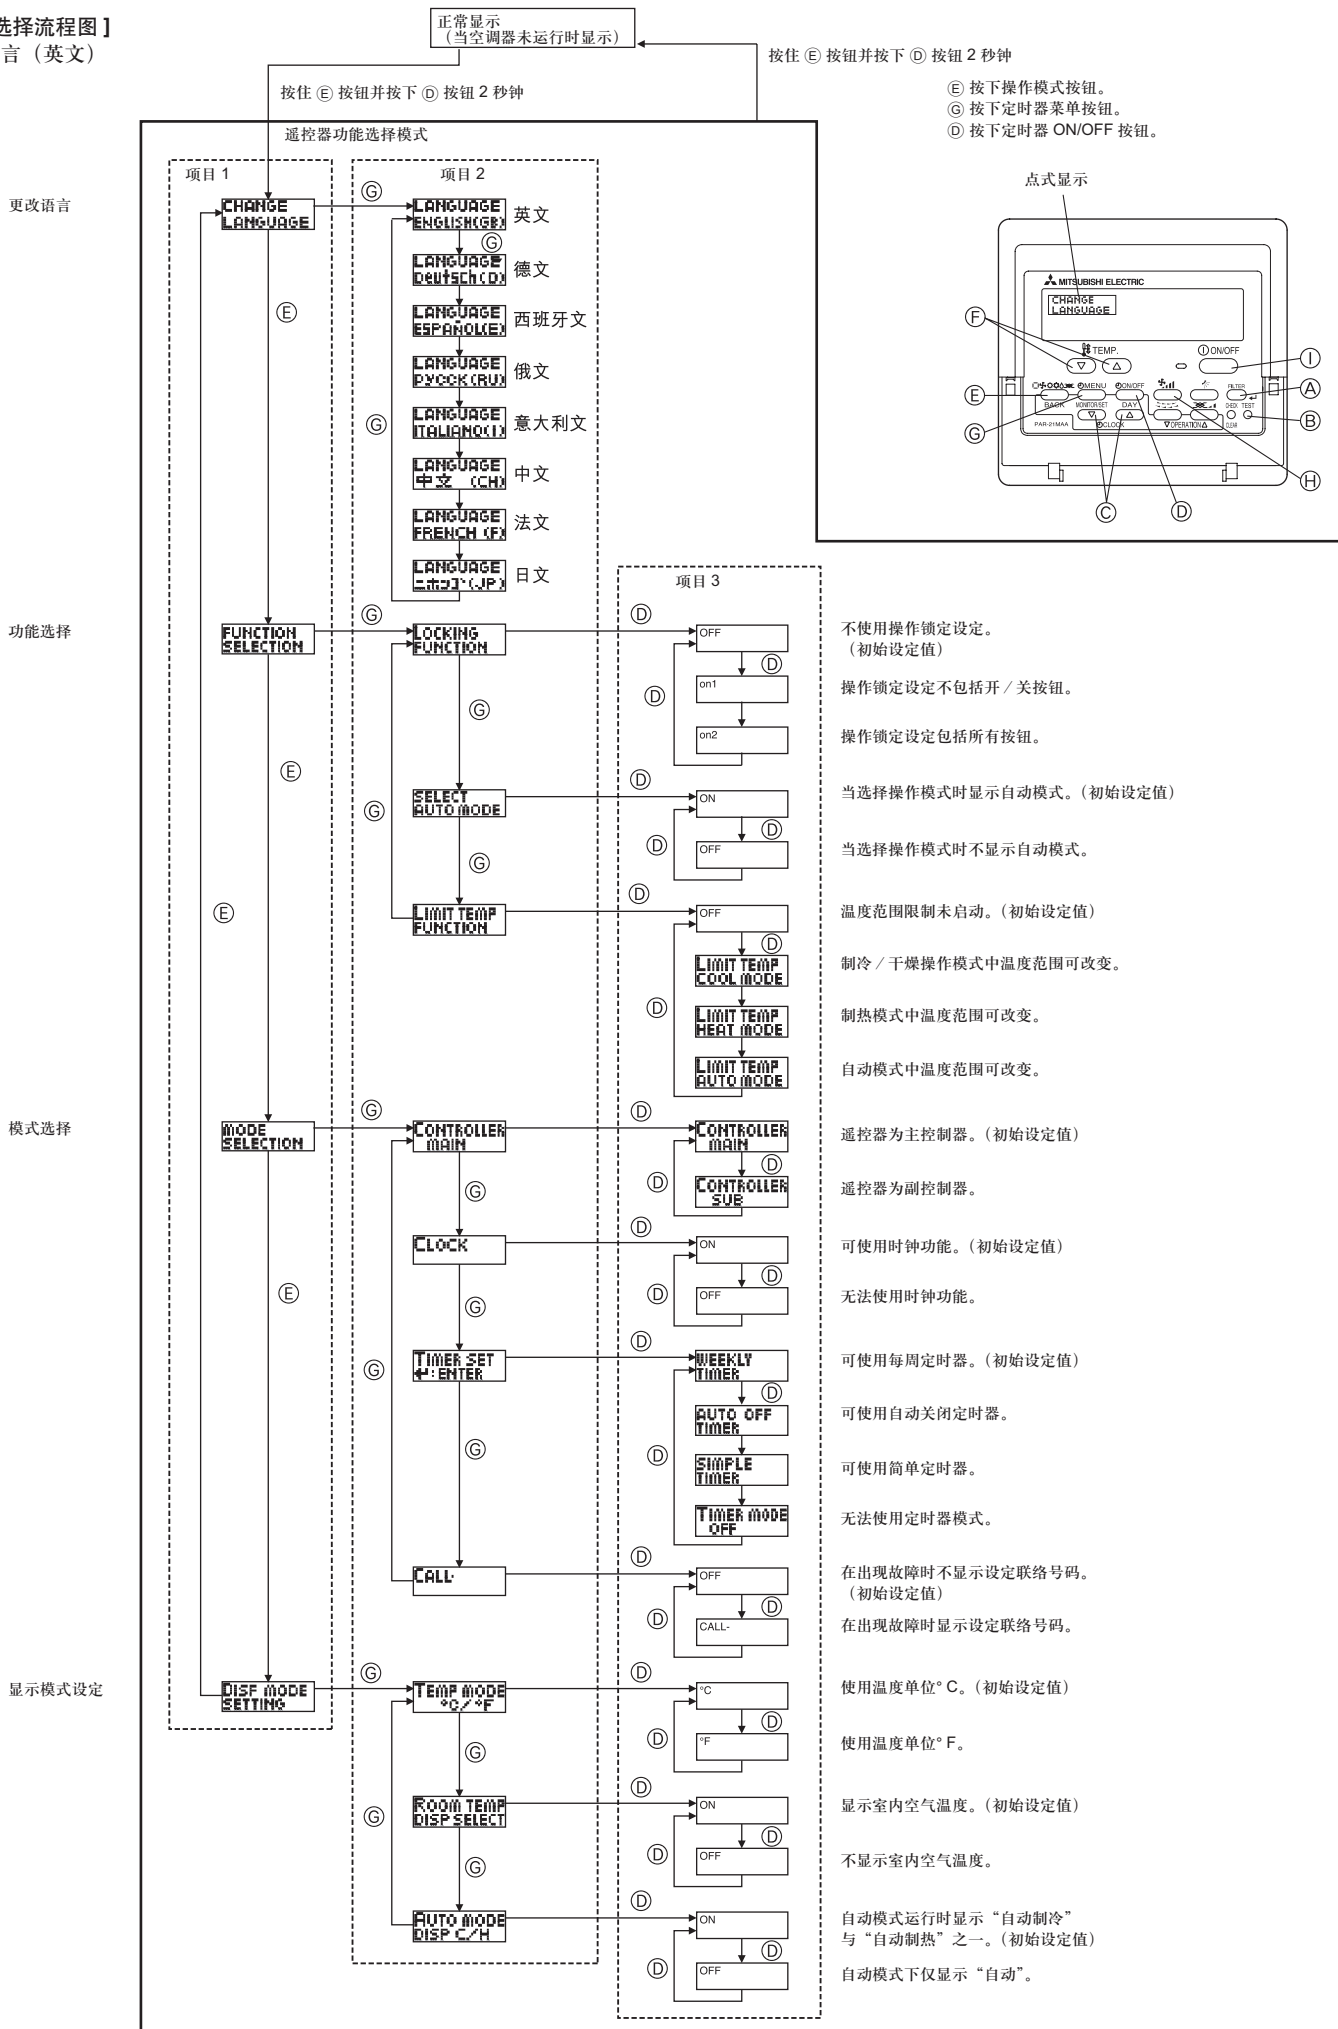 选择流程图]
言（英文）
正常显示
（当空调器未运行时显示）
按住 Ⓔ 按钮并按下 Ⓓ 按钮 2 秒钟
按住 Ⓔ 按钮并按下 Ⓓ 按钮 2 秒钟
Ⓔ 按下操作模式按钮。
Ⓖ 按下定时器菜单按钮。
Ⓓ 按下定时器 ON/OFF 按钮。
遥控器功能选择模式
项目 1
项目 2
点式显示
MITSUBISHI ELECTRIC
CHANGE
LANGUAGE
TEMP.
ON/OFF
MENU
ON/OFF
FILTER
BACK
MONITOR/SET
DAY
CHECK TEST
PAR-21MAA
CLOCK
▽OPERATION△
CLEAR
Ⓕ
Ⓔ
Ⓖ
Ⓘ
Ⓐ
Ⓑ
Ⓗ
Ⓒ
Ⓓ
更改语言
CHANGE
LANGUAGE
Ⓖ
LANGUAGE
ENGLISH(GB)
英文
Ⓖ
LANGUAGE
Deutsch(D)
德文
Ⓔ
LANGUAGE
ESPAÑOL(E)
西班牙文
LANGUAGE
РУССК(RU)
俄文
Ⓖ
LANGUAGE
ITALIANO(I)
意大利文
LANGUAGE
中文 (CH)
中文
LANGUAGE
FRENCH (F)
法文
LANGUAGE
ニホンゴ(JP)
日文
项目 3
功能选择
FUNCTION
SELECTION
Ⓖ
LOCKING
FUNCTION
Ⓓ
OFF
不使用操作锁定设定。
（初始设定值）
Ⓓ
Ⓓ
on1
操作锁定设定不包括开／关按钮。
Ⓖ
on2
操作锁定设定包括所有按钮。
Ⓔ
Ⓖ
SELECT
AUTO MODE
Ⓓ
ON
当选择操作模式时显示自动模式。（初始设定值）
Ⓓ
Ⓓ
OFF
当选择操作模式时不显示自动模式。
Ⓖ
Ⓔ
LIMIT TEMP
FUNCTION
Ⓓ
OFF
温度范围限制未启动。（初始设定值）
Ⓓ
LIMIT TEMP
COOL MODE
制冷／干燥操作模式中温度范围可改变。
Ⓓ
LIMIT TEMP
HEAT MODE
制热模式中温度范围可改变。
LIMIT TEMP
AUTO MODE
自动模式中温度范围可改变。
模式选择
MODE
SELECTION
Ⓖ
CONTROLLER
MAIN
Ⓓ
CONTROLLER
MAIN
遥控器为主控制器。（初始设定值）
Ⓓ
Ⓓ
CONTROLLER
SUB
遥控器为副控制器。
Ⓖ
CLOCK
Ⓓ
ON
可使用时钟功能。（初始设定值）
Ⓓ
Ⓓ
OFF
无法使用时钟功能。
Ⓔ
Ⓖ
Ⓖ
TIMER SET
↵:ENTER
Ⓓ
WEEKLY
TIMER
可使用每周定时器。（初始设定值）
Ⓓ
AUTO OFF
TIMER
可使用自动关闭定时器。
Ⓖ
Ⓓ
SIMPLE
TIMER
可使用简单定时器。
TIMER MODE
OFF
无法使用定时器模式。
CALL-
Ⓓ
OFF
在出现故障时不显示设定联络号码。
（初始设定值）
Ⓓ
Ⓓ
CALL-
在出现故障时显示设定联络号码。
显示模式设定
DISP MODE
SETTING
Ⓖ
TEMP MODE
°C/°F
Ⓓ
°C
使用温度单位° C。（初始设定值）
Ⓓ
Ⓓ
°F
使用温度单位° F。
Ⓖ
Ⓖ
ROOM TEMP
DISP SELECT
Ⓓ
ON
显示室内空气温度。（初始设定值）
Ⓓ
Ⓓ
OFF
不显示室内空气温度。
Ⓖ
AUTO MODE
DISP C/H
Ⓓ
ON
自动模式运行时显示“自动制冷”
与“自动制热”之一。（初始设定值）
Ⓓ
Ⓓ
OFF
自动模式下仅显示“自动”。